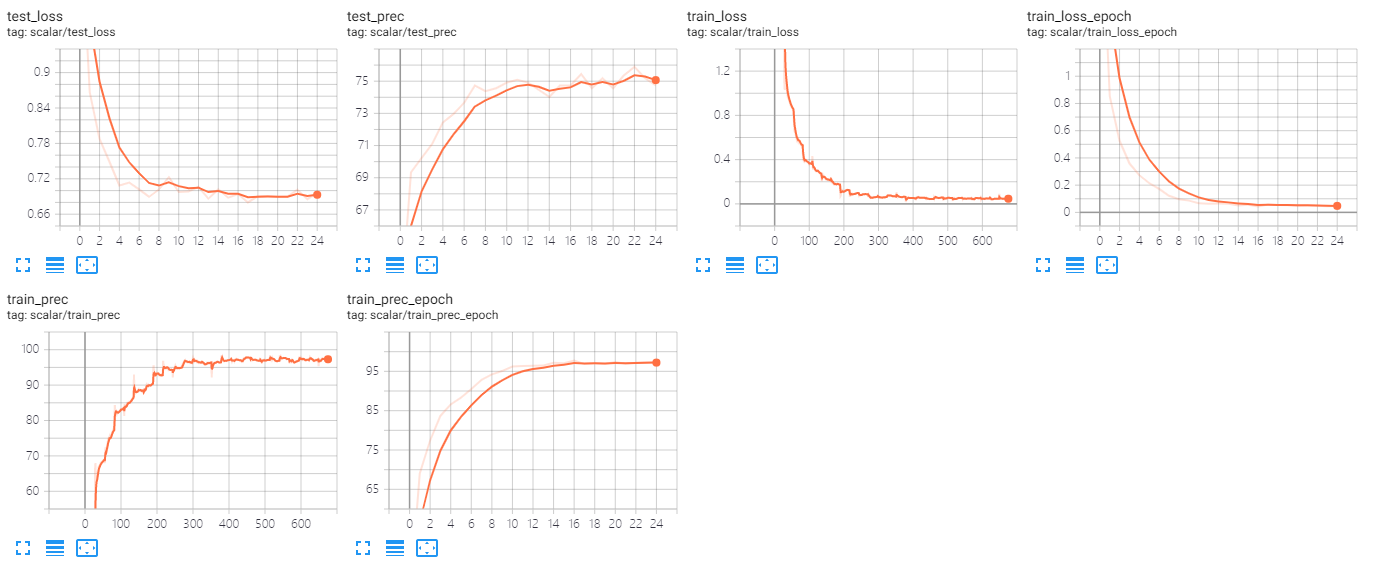 test_loss
tag: scalar/test_loss
0.9
0.84
0.78
0.72
0.66
0 2 4 6 8 10 12 14 16 18 20 22 24
test_prec
tag: scalar/test_prec
75
73
71
69
67
0 2 4 6 8 10 12 14 16 18 20 22 24
train_loss
tag: scalar/train_loss
1.2
0.8
0.4
0
0 100 200 300 400 500 600
train_loss_epoch
tag: scalar/train_loss_epoch
1
0.8
0.6
0.4
0.2
0
0 2 4 6 8 10 12 14 16 18 20 22 24
train_prec
tag: scalar/train_prec
100
90
80
70
60
0 100 200 300 400 500 600
train_prec_epoch
tag: scalar/train_prec_epoch
95
85
75
65
0 2 4 6 8 10 12 14 16 18 20 22 24